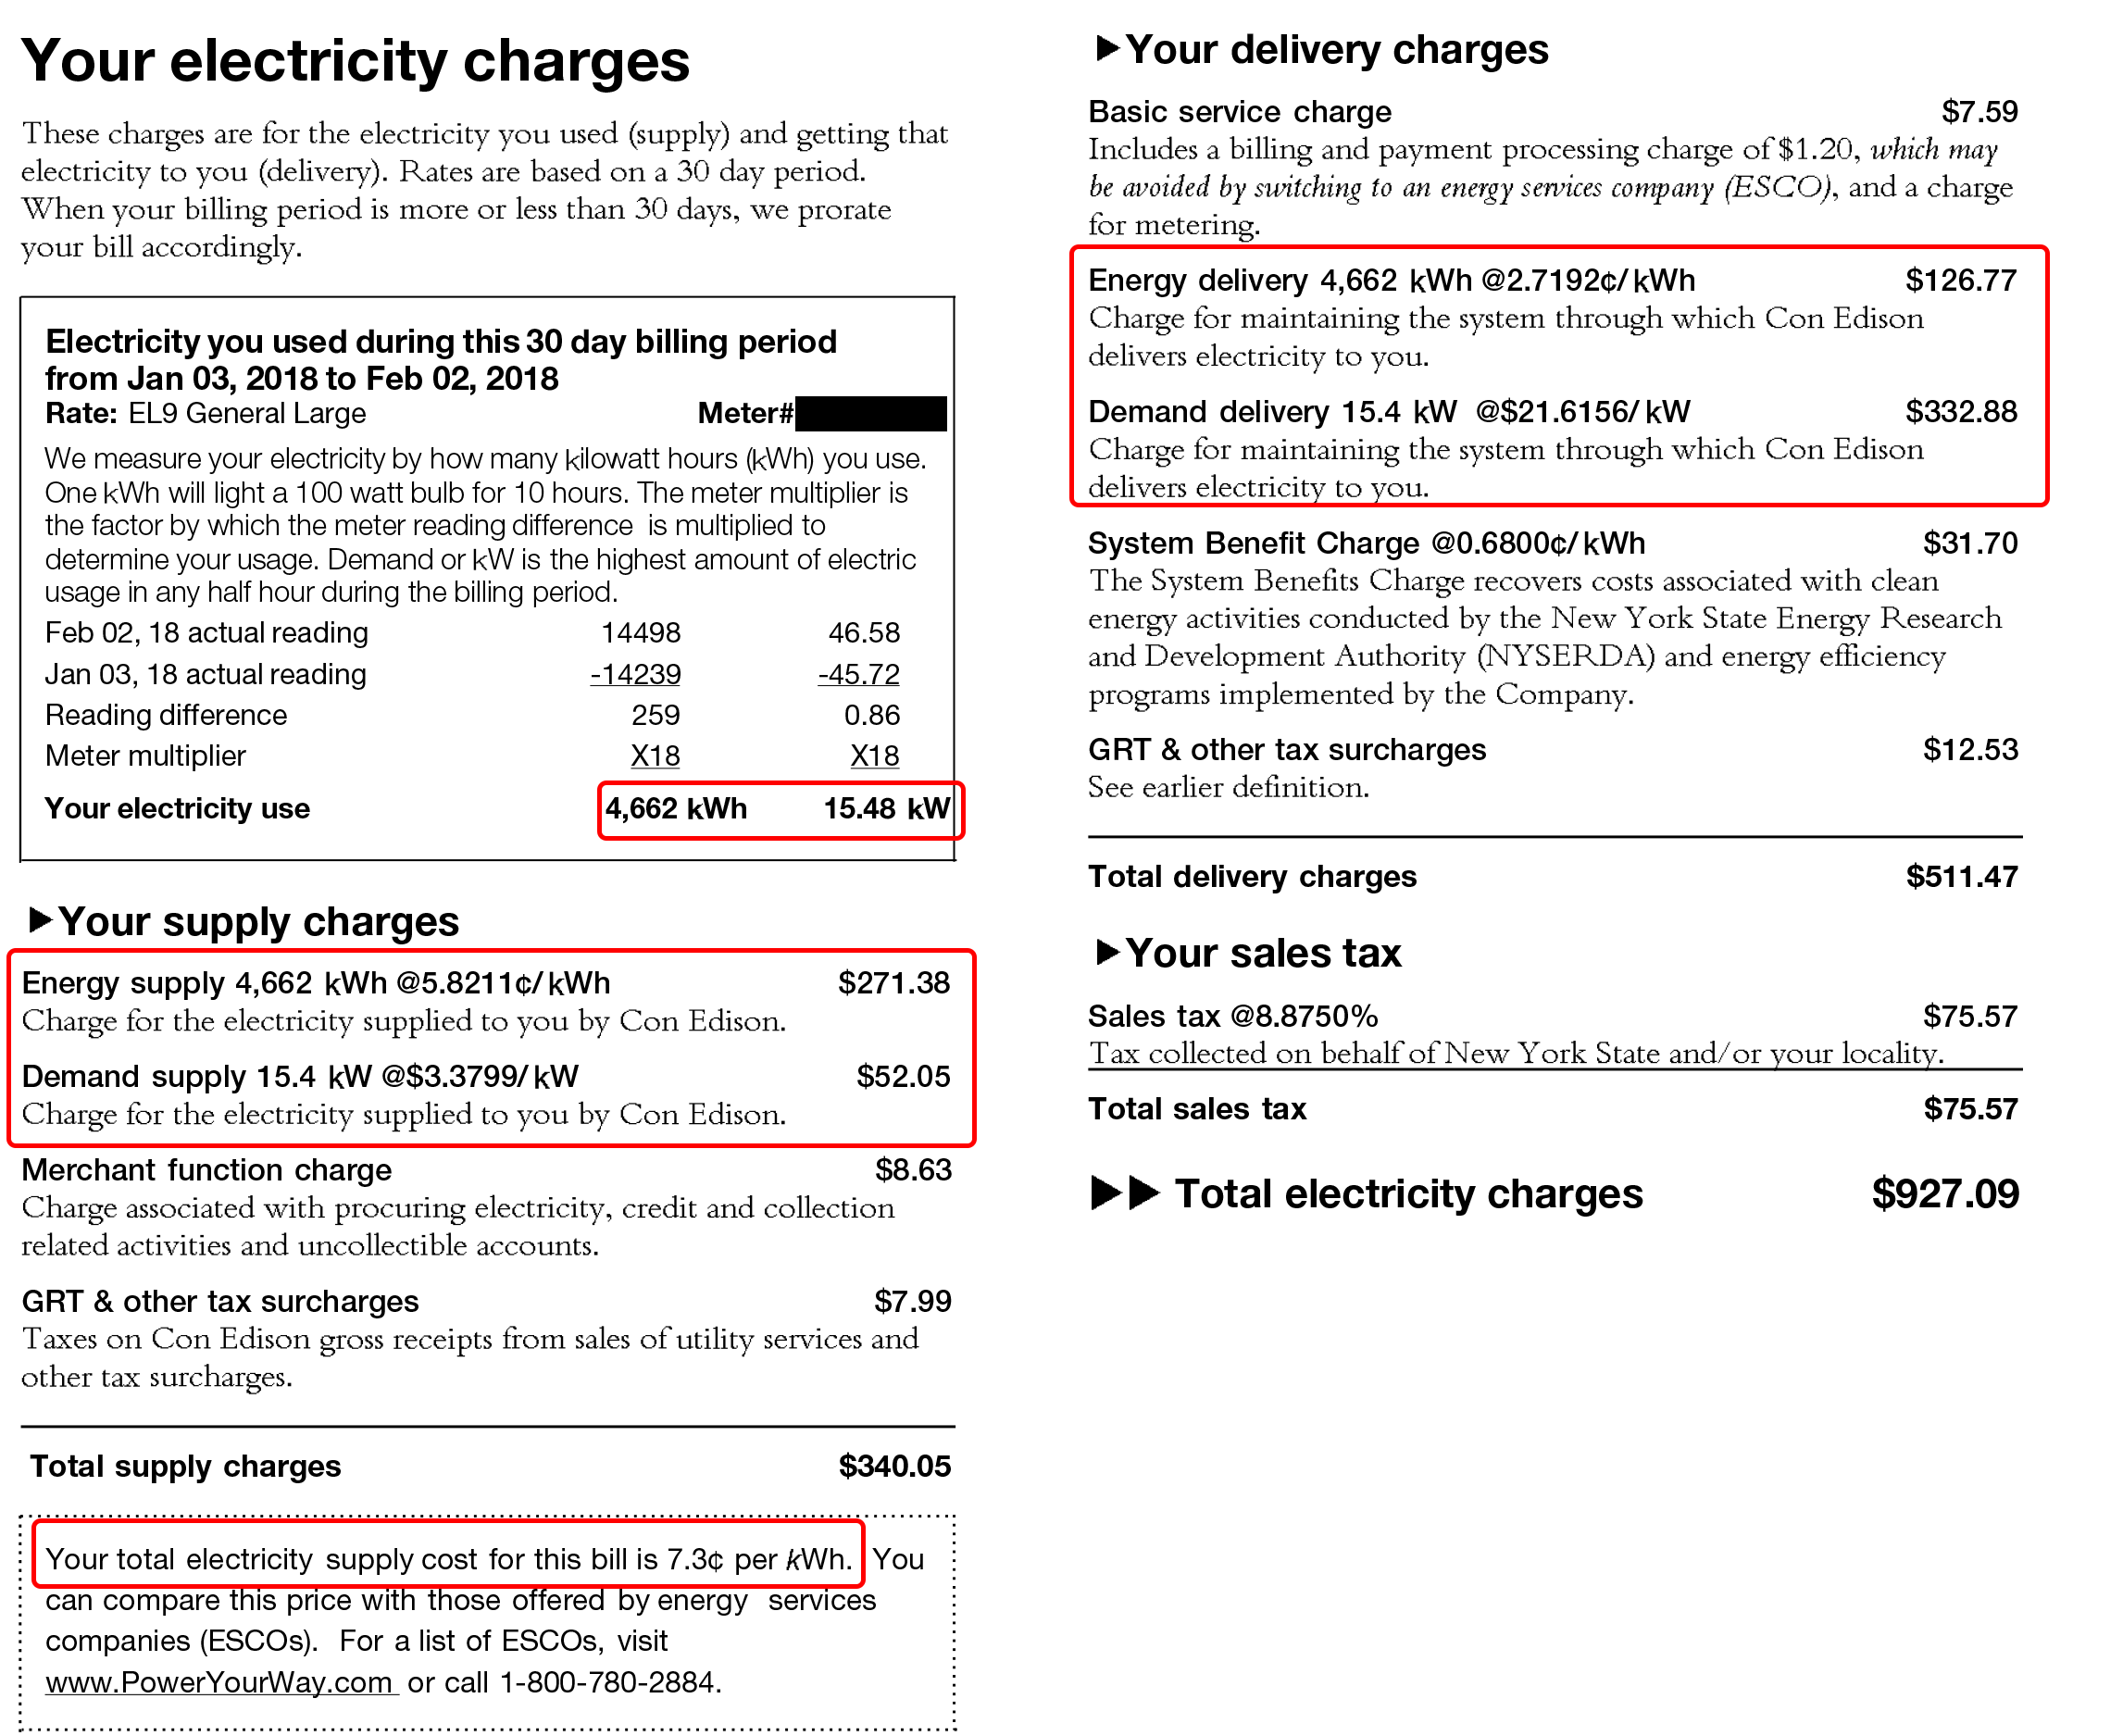 Your electricity charges
These charges are for the electricity you used (supply) and getting that
electricity to you (delivery). Rates are based on a 30 day period.
When your billing period is more or less than 30 days, we prorate
your bill accordingly.
Electricity you used during this 30 day billing period
from Jan 03, 2018 to Feb 02, 2018
Rate: EL9 General Large Meter#
We measure your electricity by how many kilowatt hours (kWh) you use.
One kWh will light a 100 watt bulb for 10 hours. The meter multiplier is
the factor by which the meter reading difference is multiplied to
determine your usage. Demand or kW is the highest amount of electric
usage in any half hour during the billing period.
Feb 02, 18 actual reading 14498 46.58
Jan 03, 18 actual reading -14239 -45.72
Reading difference 259 0.86
Meter multiplier X18 X18
Your electricity use 4,662 kWh 15.48 kW
▶Your supply charges
Energy supply 4,662 kWh @5.8211¢/kWh $271.38
Charge for the electricity supplied to you by Con Edison.
Demand supply 15.4 kW @$3.3799/kW $52.05
Charge for the electricity supplied to you by Con Edison.
Merchant function charge $8.63
Charge associated with procuring electricity, credit and collection
related activities and uncollectible accounts.
GRT & other tax surcharges $7.99
Taxes on Con Edison gross receipts from sales of utility services and
other tax surcharges.
Total supply charges $340.05
Your total electricity supply cost for this bill is 7.3¢ per kWh. You
can compare this price with those offered by energy services
companies (ESCOs). For a list of ESCOs, visit
www.PowerYourWay.com or call 1-800-780-2884.
▶Your delivery charges
Basic service charge $7.59
Includes a billing and payment processing charge of $1.20, which may
be avoided by switching to an energy services company (ESCO), and a charge
for metering.
Energy delivery 4,662 kWh @2.7192¢/kWh $126.77
Charge for maintaining the system through which Con Edison
delivers electricity to you.
Demand delivery 15.4 kW @$21.6156/kW $332.88
Charge for maintaining the system through which Con Edison
delivers electricity to you.
System Benefit Charge @0.6800¢/kWh $31.70
The System Benefits Charge recovers costs associated with clean
energy activities conducted by the New York State Energy Research
and Development Authority (NYSERDA) and energy efficiency
programs implemented by the Company.
GRT & other tax surcharges $12.53
See earlier definition.
Total delivery charges $511.47
▶Your sales tax
Sales tax @8.8750% $75.57
Tax collected on behalf of New York State and/or your locality.
Total sales tax $75.57
▶▶ Total electricity charges $927.09